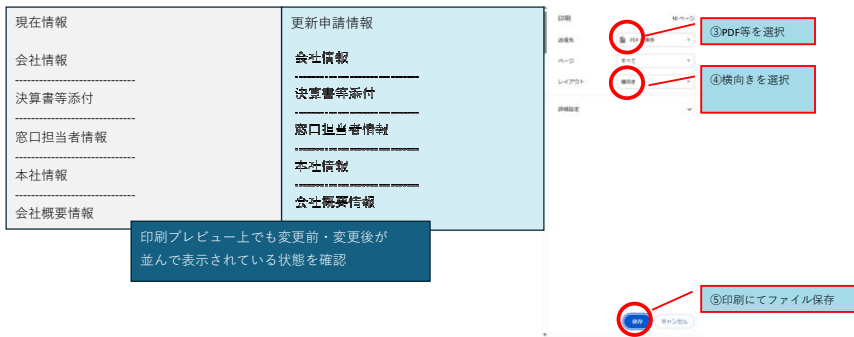 現在情報
会社情報
------------------------------
決算書等添付
------------------------------
窓口担当者情報
------------------------------
本社情報
------------------------------
会社概要情報
更新申請情報
会社情報
------------------------------
決算書等添付
------------------------------
窓口担当者情報
------------------------------
本社情報
------------------------------
会社概要情報
印刷プレビュー上でも変更前・変更後が
並んで表示されている状態を確認
印刷
送信先
PDF
ページ
すべて
レイアウト
横向き
詳細設定
保存
キャンセル
③PDF等を選択
④横向きを選択
⑤印刷にてファイル保存